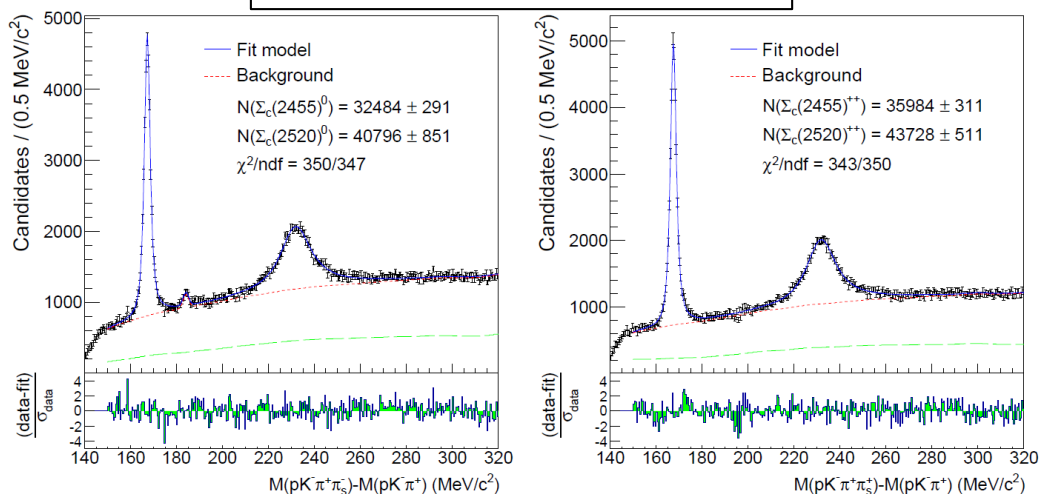 5000
4000
3000
2000
1000
Candidates / (0.5 MeV/c²)
Fit model
Background
N(Σc(2455)⁰) = 32484 ± 291
N(Σc(2520)⁰) = 40796 ± 851
χ²/ndf = 350/347
4
2
0
-2
-4
(data-fit)
σdata
140 160 180 200 220 240 260 280 300 320
M(pK⁻π⁺πs⁻)-M(pK⁻π⁺) (MeV/c²)
5000
4000
3000
2000
1000
Candidates / (0.5 MeV/c²)
Fit model
Background
N(Σc(2455)⁺⁺) = 35984 ± 311
N(Σc(2520)⁺⁺) = 43728 ± 511
χ²/ndf = 343/350
4
2
0
-2
-4
(data-fit)
σdata
140 160 180 200 220 240 260 280 300 320
M(pK⁻π⁺πs⁺)-M(pK⁻π⁺) (MeV/c²)